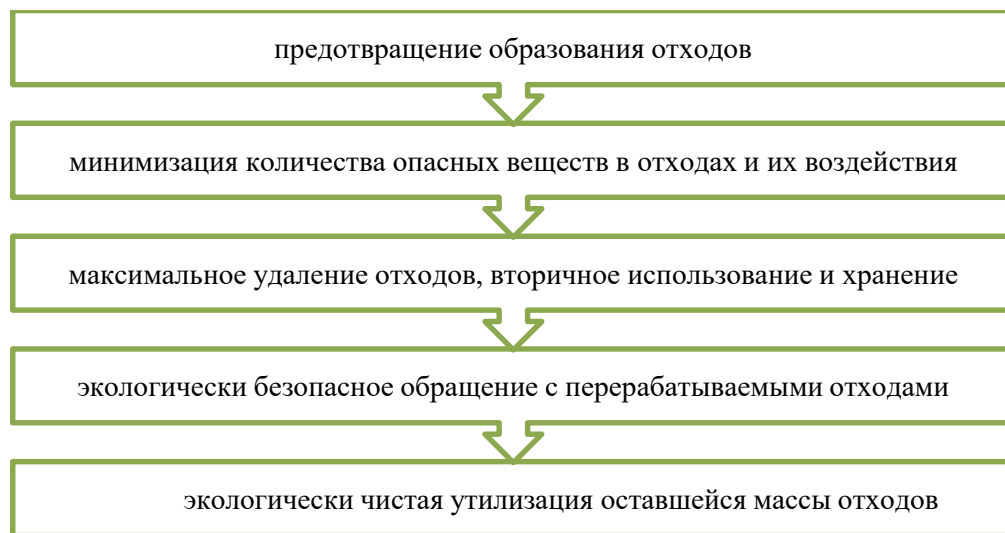 предотвращение образования отходов
минимизация количества опасных веществ в отходах и их воздействия
максимальное удаление отходов, вторичное использование и хранение
экологически безопасное обращение с перерабатываемыми отходами
экологически чистая утилизация оставшейся массы отходов